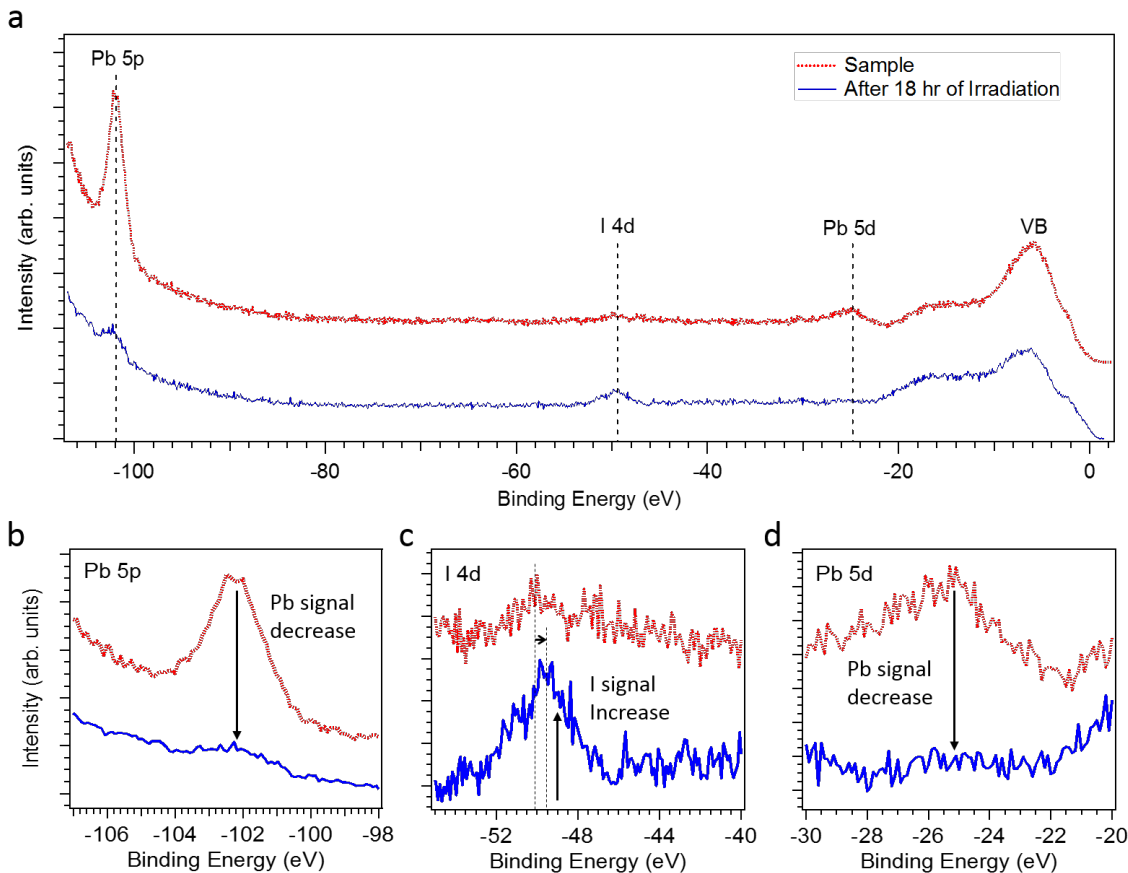 a
Pb 5p
I 4d
Pb 5d
VB
Sample
After 18 hr of Irradiation
Intensity (arb. units)
-100
-80
-60
-40
-20
0
Binding Energy (eV)
b
Pb 5p
Pb signal
decrease
Intensity (arb. units)
-106
-104
-102
-100
-98
Binding Energy (eV)
c
I 4d
I signal
Increase
-52
-48
-44
-40
Binding Energy (eV)
d
Pb 5d
Pb signal
decrease
-30
-28
-26
-24
-22
-20
Binding Energy (eV)